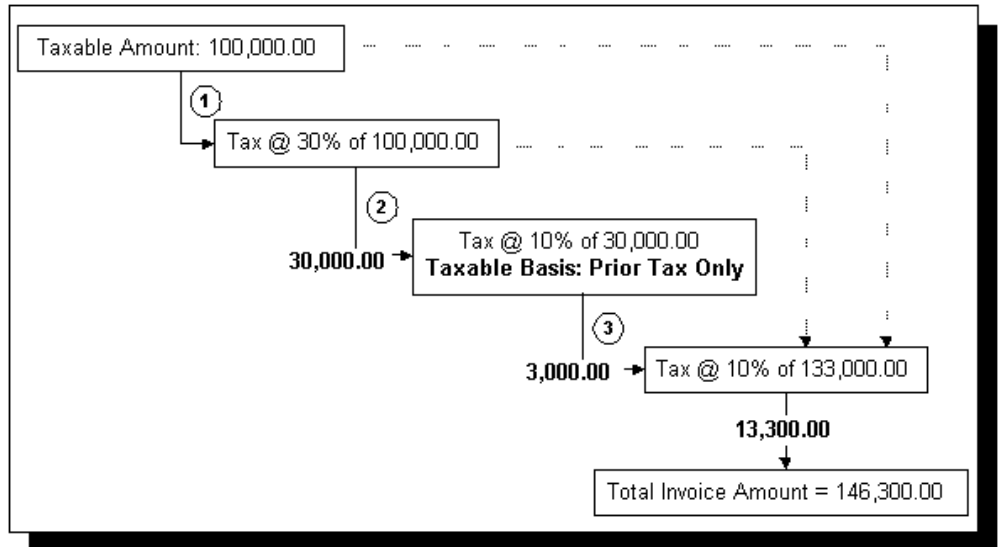 Taxable Amount: 100,000.00
1
Tax @ 30% of 100,000.00
2
30,000.00
Tax @ 10% of 30,000.00
Taxable Basis: Prior Tax Only
3
3,000.00
Tax @ 10% of 133,000.00
13,300.00
Total Invoice Amount = 146,300.00